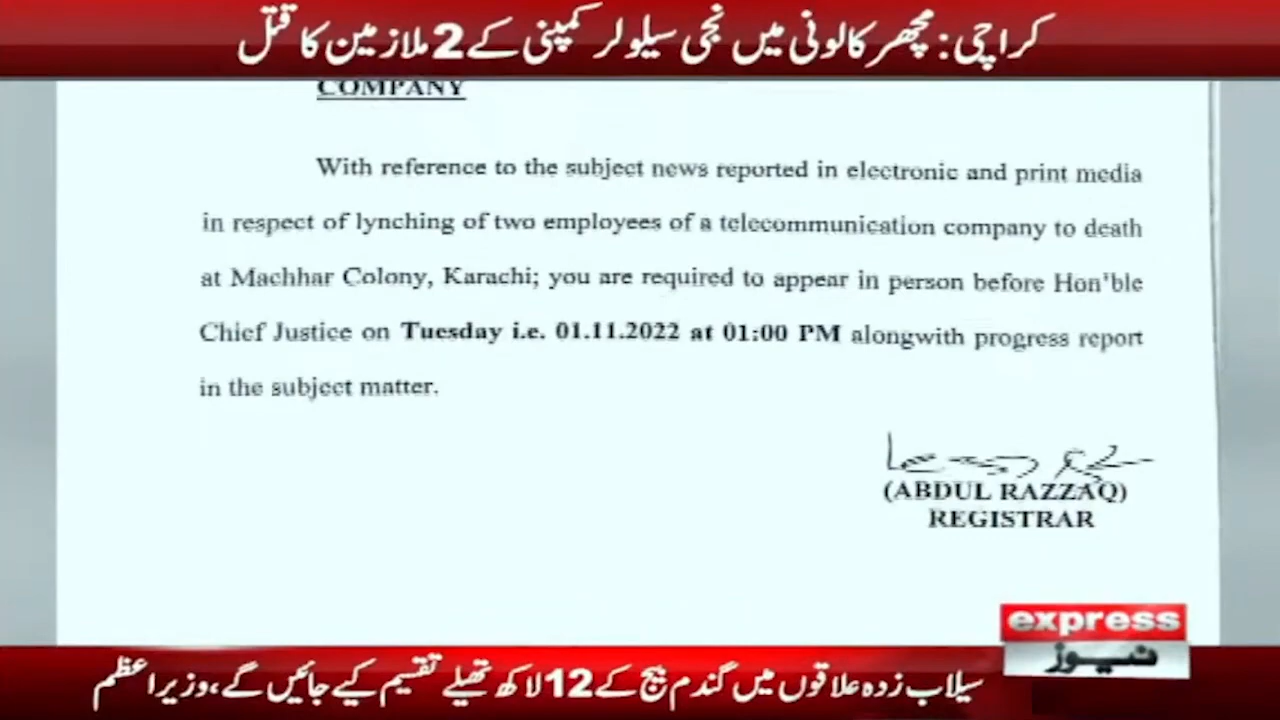 کراچی: مچھر کالونی میں نجی سیلولر کمپنی کے 2 ملازمین کا قتل
COMPANY
With reference to the subject news reported in electronic and print media
in respect of lynching of two employees of a telecommunication company to death
at Machhar Colony, Karachi; you are required to appear in person before Hon'ble
Chief Justice on Tuesday i.e. 01.11.2022 at 01:00 PM alongwith progress report
in the subject matter.
(ABDUL RAZZAQ)
REGISTRAR
express
نیوز
سیلاب زدہ علاقوں میں گندم بیج کے 12 لاکھ تھیلے تقسیم کیے جائیں گے، وزیراعظم